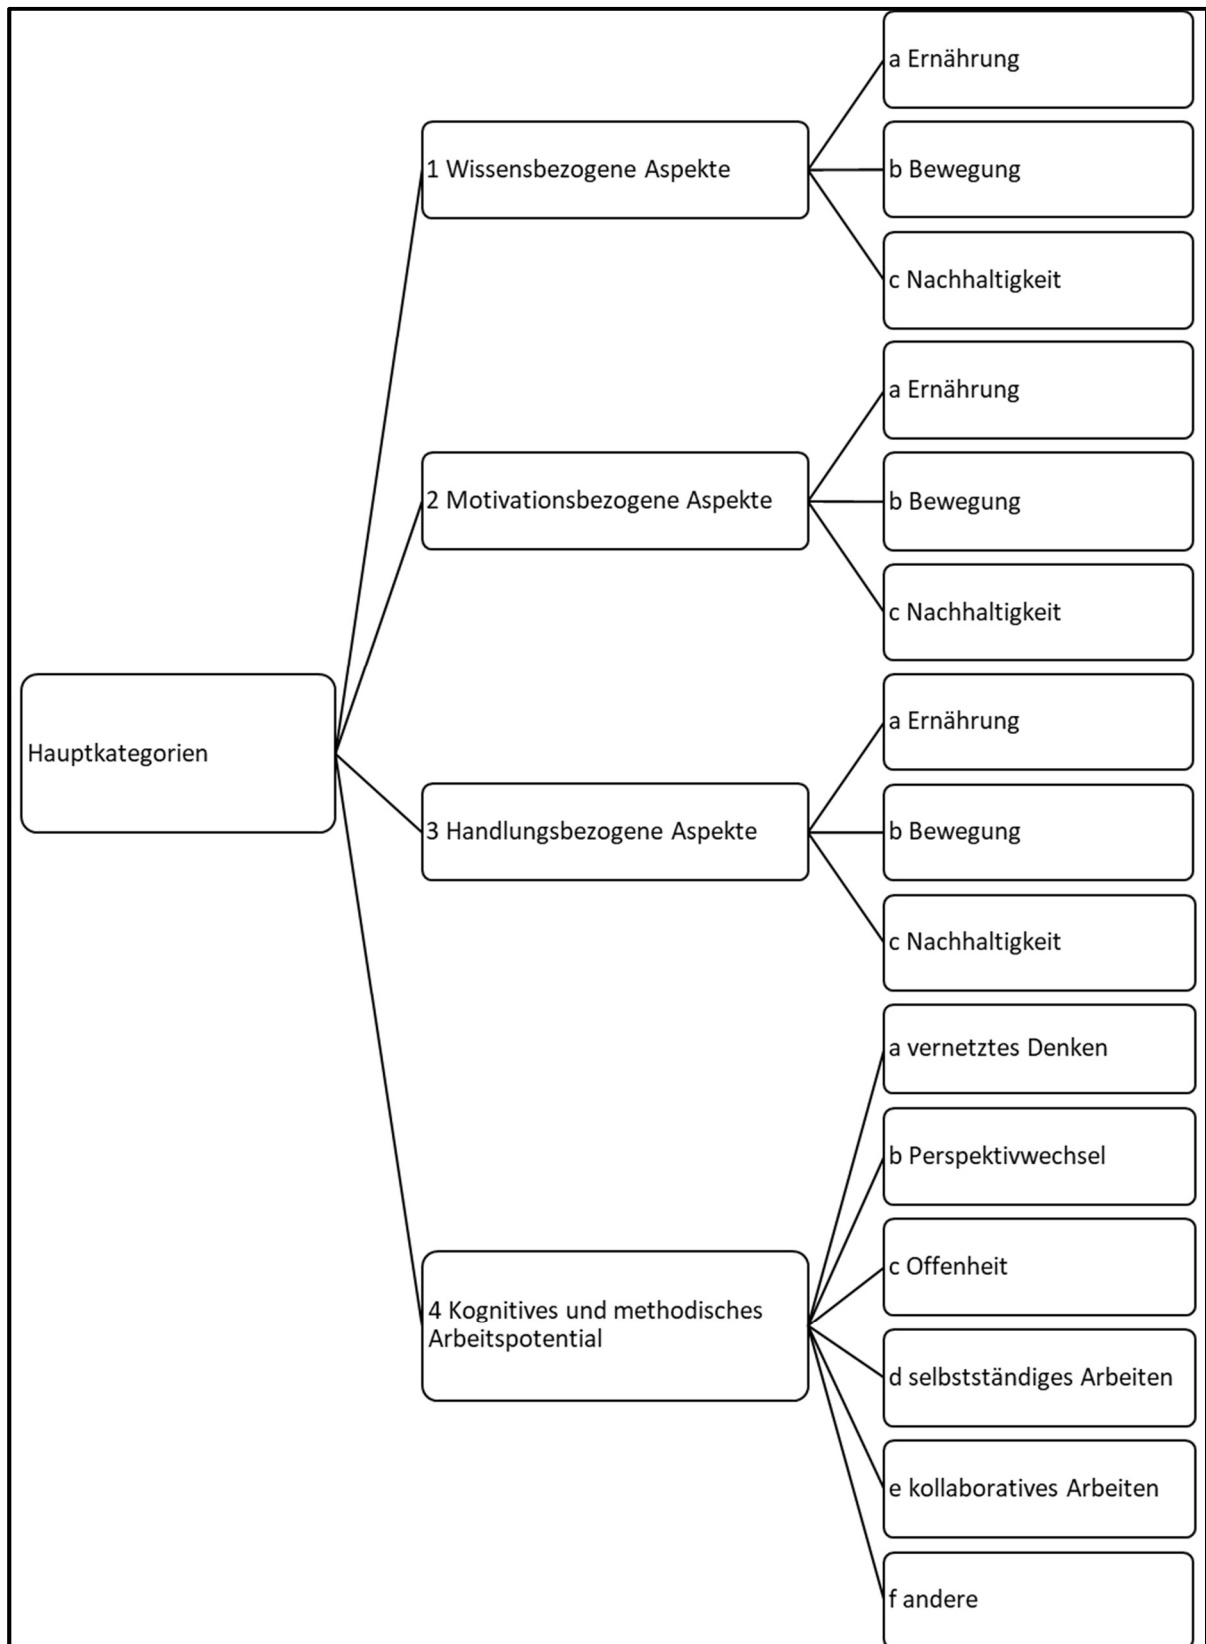 Hauptkategorien
1 Wissensbezogene Aspekte
a Ernährung
b Bewegung
c Nachhaltigkeit
2 Motivationsbezogene Aspekte
a Ernährung
b Bewegung
c Nachhaltigkeit
3 Handlungsbezogene Aspekte
a Ernährung
b Bewegung
c Nachhaltigkeit
4 Kognitives und methodisches
Arbeitspotential
a vernetztes Denken
b Perspektivwechsel
c Offenheit
d selbstständiges Arbeiten
e kollaboratives Arbeiten
f andere